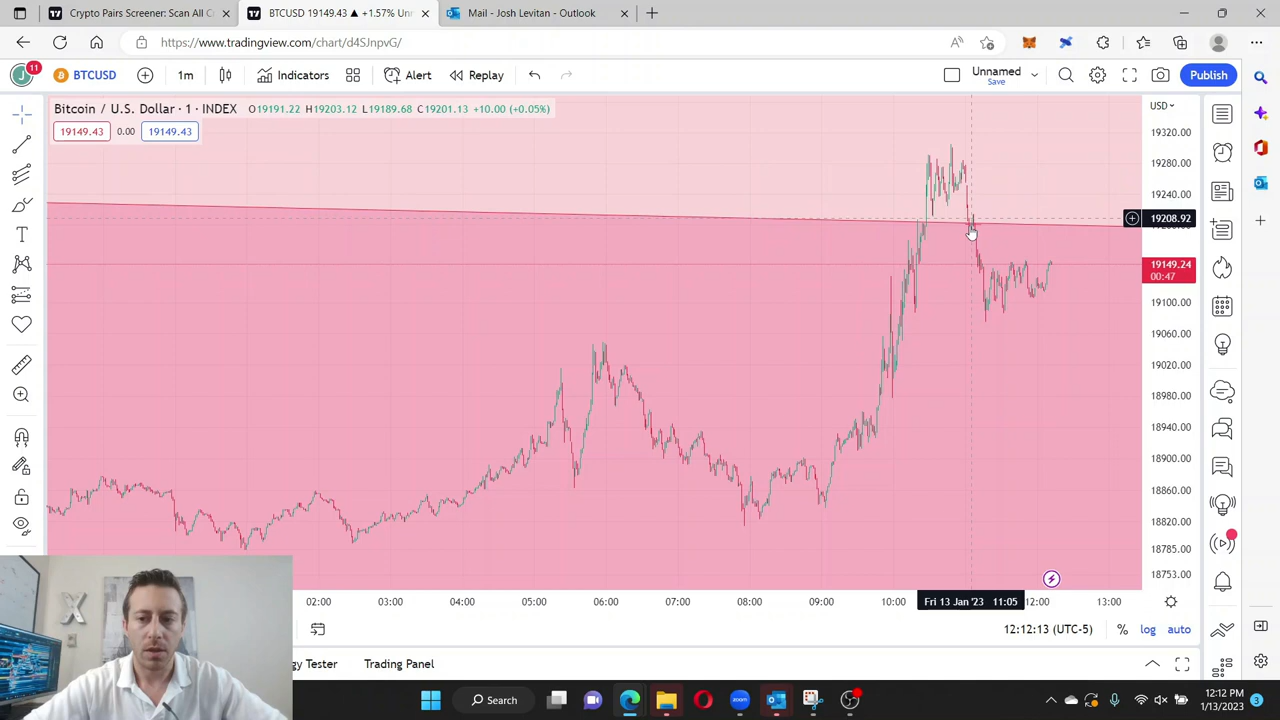 Crypto Pairs Screener: Scan All C
BTCUSD 19149.43 ▲ +1.57% Unnam
Mail - Josh Levitan - Outlook
https://www.tradingview.com/chart/d4SJnpvG/
11
BTCUSD
1m
Indicators
Alert
Replay
Unnamed
Save
Publish
Bitcoin / U.S. Dollar · 1 · INDEX
O19191.22 H19203.12 L19189.68 C19201.13 +10.00 (+0.05%)
19149.43
0.00
19149.43
USD
19320.00
19280.00
19240.00
19208.92
19149.24
00:47
19100.00
19060.00
19020.00
18980.00
18940.00
18900.00
18860.00
18820.00
18785.00
18753.00
02:00
03:00
04:00
05:00
06:00
07:00
08:00
09:00
10:00
Fri 13 Jan '23 11:05
12:00
13:00
12:12:13 (UTC-5)
%
log
auto
gy Tester
Trading Panel
Search
zoom
12:12 PM
1/13/2023
3